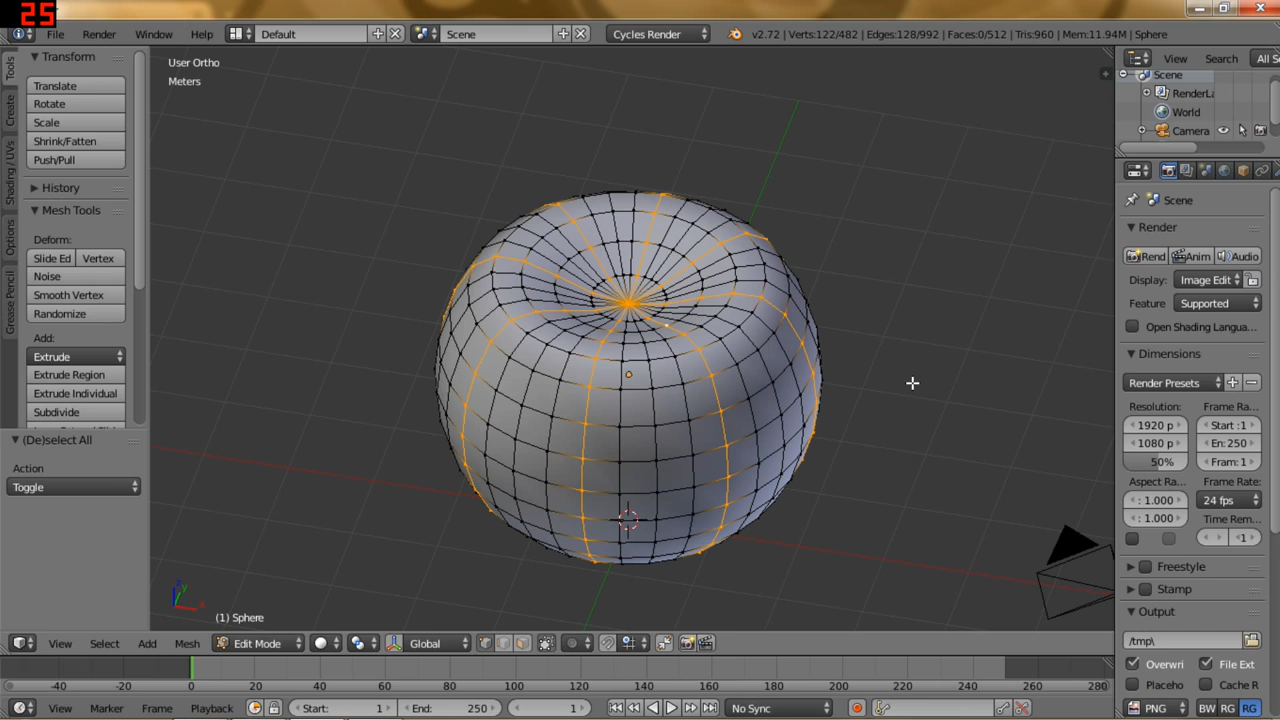 25
File Render Window Help Default Scene Cycles Render v2.72 | Verts:122/482 | Edges:128/992 | Faces:0/512 | Tris:960 | Mem:11.94M | Sphere
Tools
Create
Shading / UVs
Options
Grease Pencil
Transform
Translate
Rotate
Scale
Shrink/Fatten
Push/Pull
History
Mesh Tools
Deform:
Slide Ed Vertex
Noise
Smooth Vertex
Randomize
Add:
Extrude
Extrude Region
Extrude Individual
Subdivide
(De)select All
Action
Toggle
User Ortho
Meters
(1) Sphere
View Search All S
Scene
RenderLa
World
Camera
Scene
Render
Rend Anim Audio
Display: Image Edit
Feature Supported
Open Shading Langua...
Dimensions
Render Presets
Resolution: Frame Ra...
1920 p Start :1
1080 p En: 250
50% Fram: 1
Aspect Ra... Frame Rate:
: 1.000 24 fps
: 1.000 Time Rem...
1
Freestyle
Stamp
Output
/tmp\
Overwri File Ext
Placeho Cache R
PNG BW RG RG
View Select Add Mesh Edit Mode Global
-40 -20 0 20 40 60 80 100 120 140 160 180 200 220 240 260 280
View Marker Frame Playback Start: 1 End: 250 1 No Sync